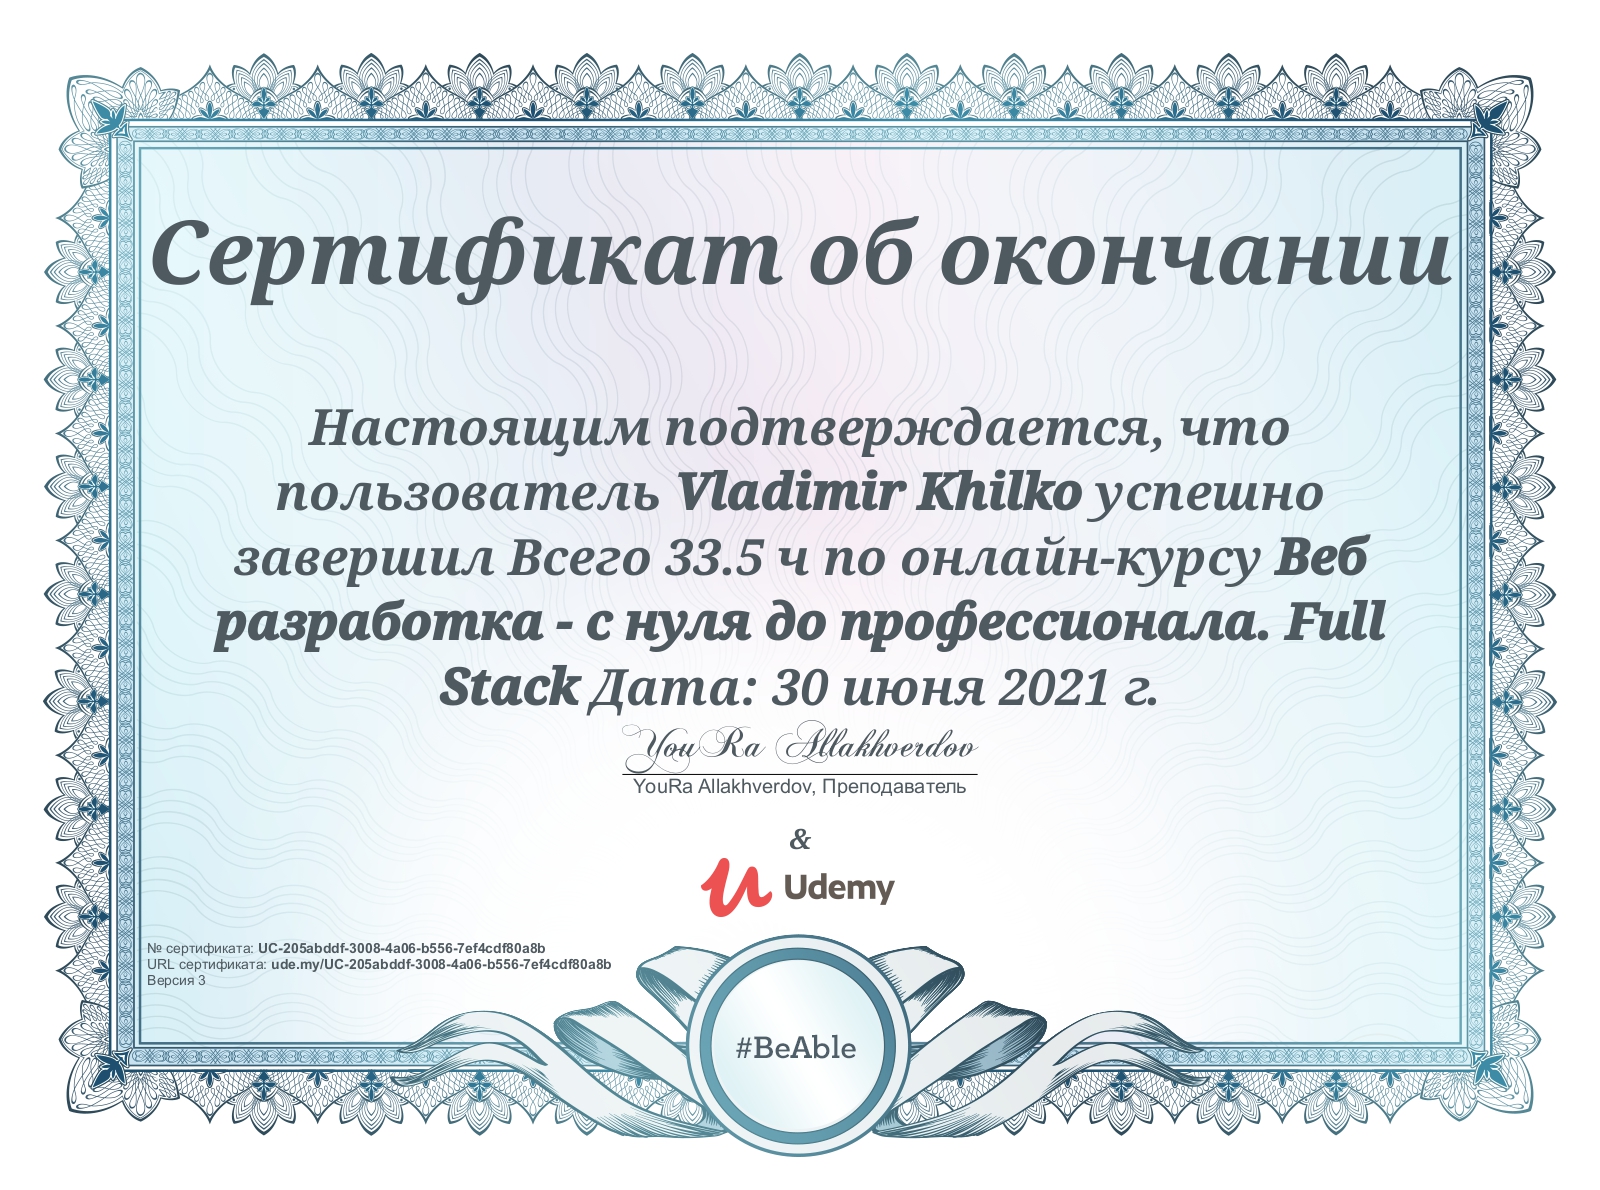 Сертификат об окончании
Настоящим подтверждается, что
пользователь Vladimir Khilko успешно
завершил Всего 33.5 ч по онлайн-курсу Веб
разработка - с нуля до профессионала. Full
Stack Дата: 30 июня 2021 г.
YouRa Allakhverdov
YouRa Allakhverdov, Преподаватель
&
Udemy
№ сертификата: UC-205abddf-3008-4a06-b556-7ef4cdf80a8b
URL сертификата: ude.my/UC-205abddf-3008-4a06-b556-7ef4cdf80a8b
Версия 3
#BeAble